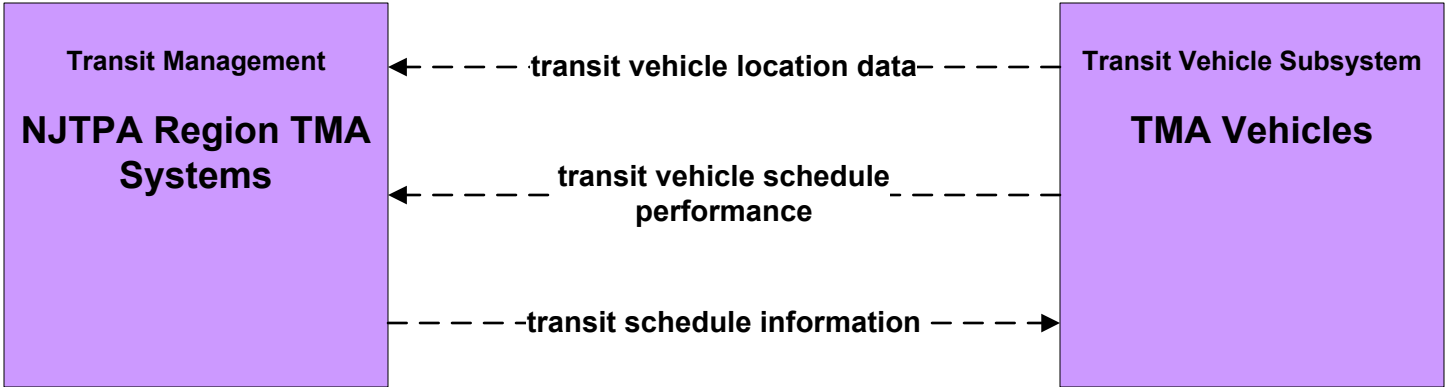 Transit Management
NJTPA Region TMA
Systems
transit vehicle location data
transit vehicle schedule
performance
transit schedule information
Transit Vehicle Subsystem
TMA Vehicles